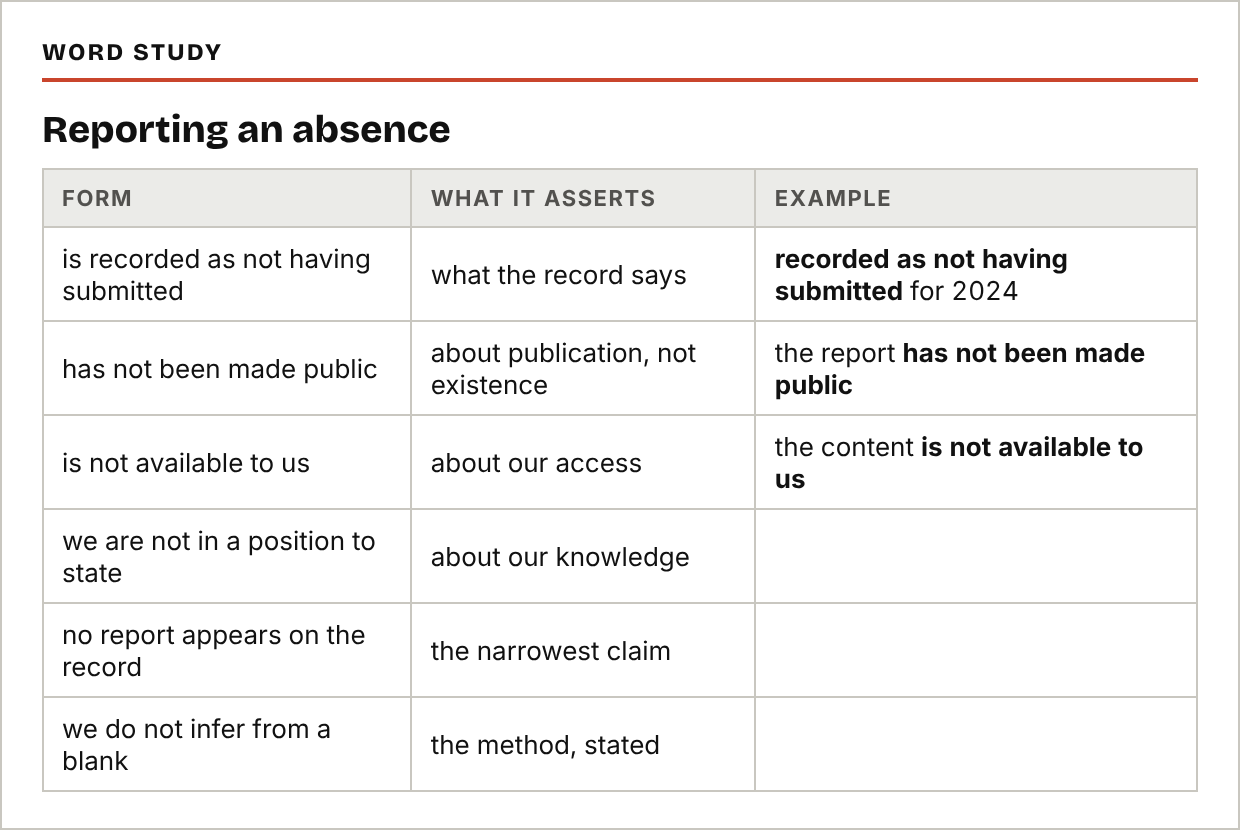 WORD STUDY
Reporting an absence
FORM
WHAT IT ASSERTS
EXAMPLE
is recorded as not having
submitted
what the record says
recorded as not having
submitted for 2024
has not been made public
about publication, not
existence
the report has not been made
public
is not available to us
about our access
the content is not available to
us
we are not in a position to
state
about our knowledge
no report appears on the
record
the narrowest claim
we do not infer from a
blank
the method, stated